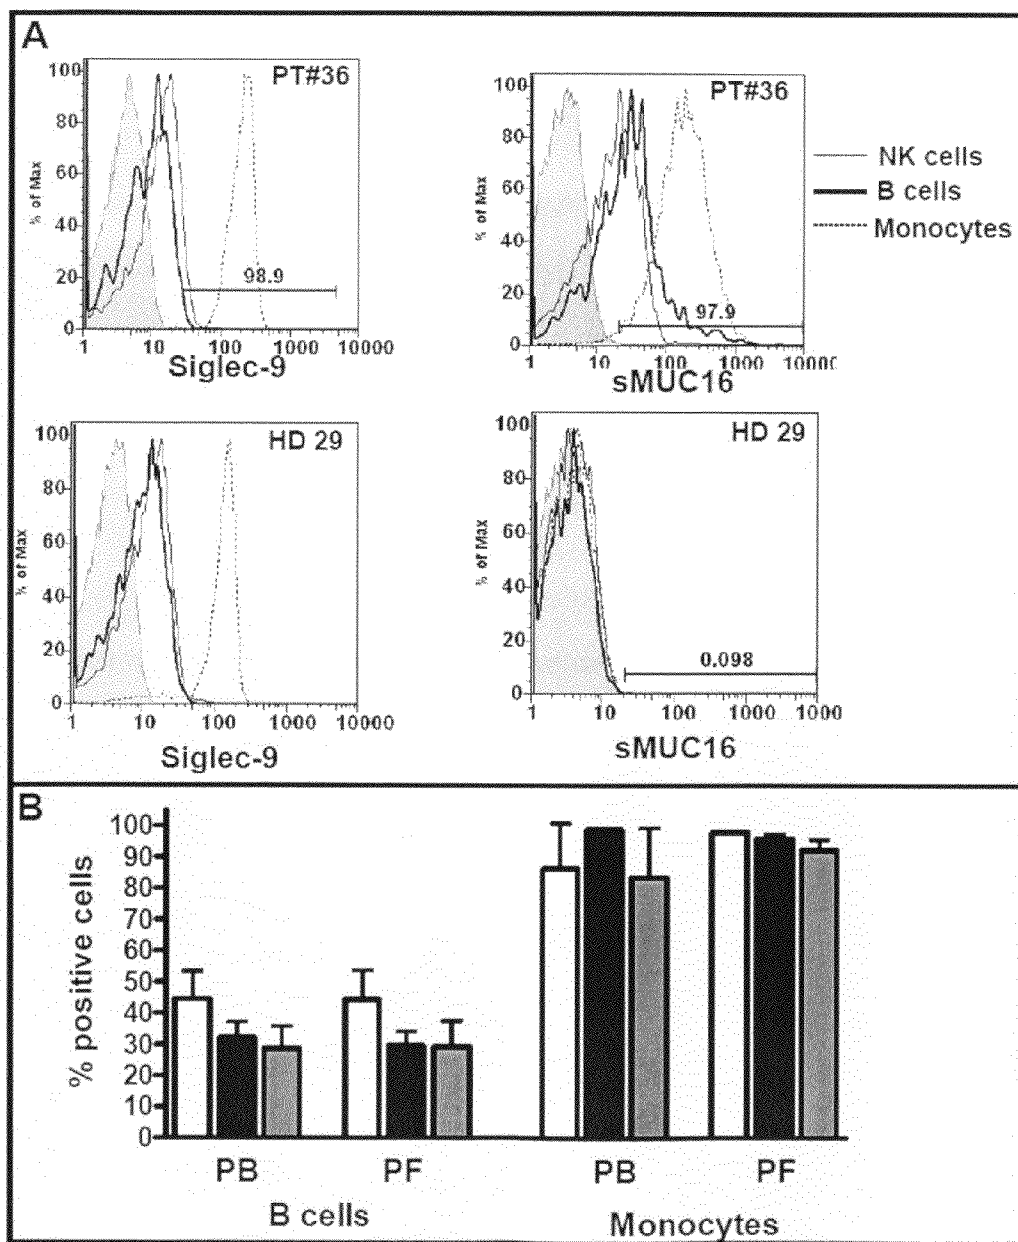 A
PT#36
% of Max
100
80
60
40
20
0
98.9
1 10 100 1000 10000
Siglec-9
PT#36
% of Max
100
80
60
40
20
0
97.9
1 10 100 1000 10000
sMUC16
NK cells
B cells
Monocytes
HD 29
% of Max
100
80
60
40
20
0
1 10 100 1000 10000
Siglec-9
HD 29
% of Max
100
80
60
40
20
0
0.098
1 10 100 1000 10000
sMUC16
B
% positive cells
100
90
80
70
60
50
40
30
20
10
0
PB PF PB PF
B cells Monocytes